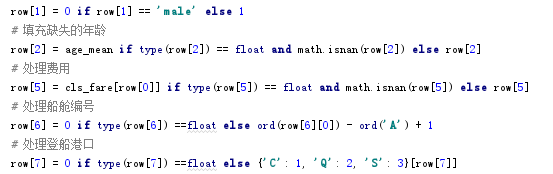 row[1] = 0 if row[1] == 'male' else 1
# 填充缺失的年龄
row[2] = age_mean if type(row[2]) == float and math.isnan(row[2]) else row[2]
# 处理费用
row[5] = cls_fare[row[0]] if type(row[5]) == float and math.isnan(row[5]) else row[5]
# 处理船舱编号
row[6] = 0 if type(row[6]) ==float else ord(row[6][0]) - ord('A') + 1
# 处理登船港口
row[7] = 0 if type(row[7]) ==float else {'C': 1, 'Q': 2, 'S': 3}[row[7]]